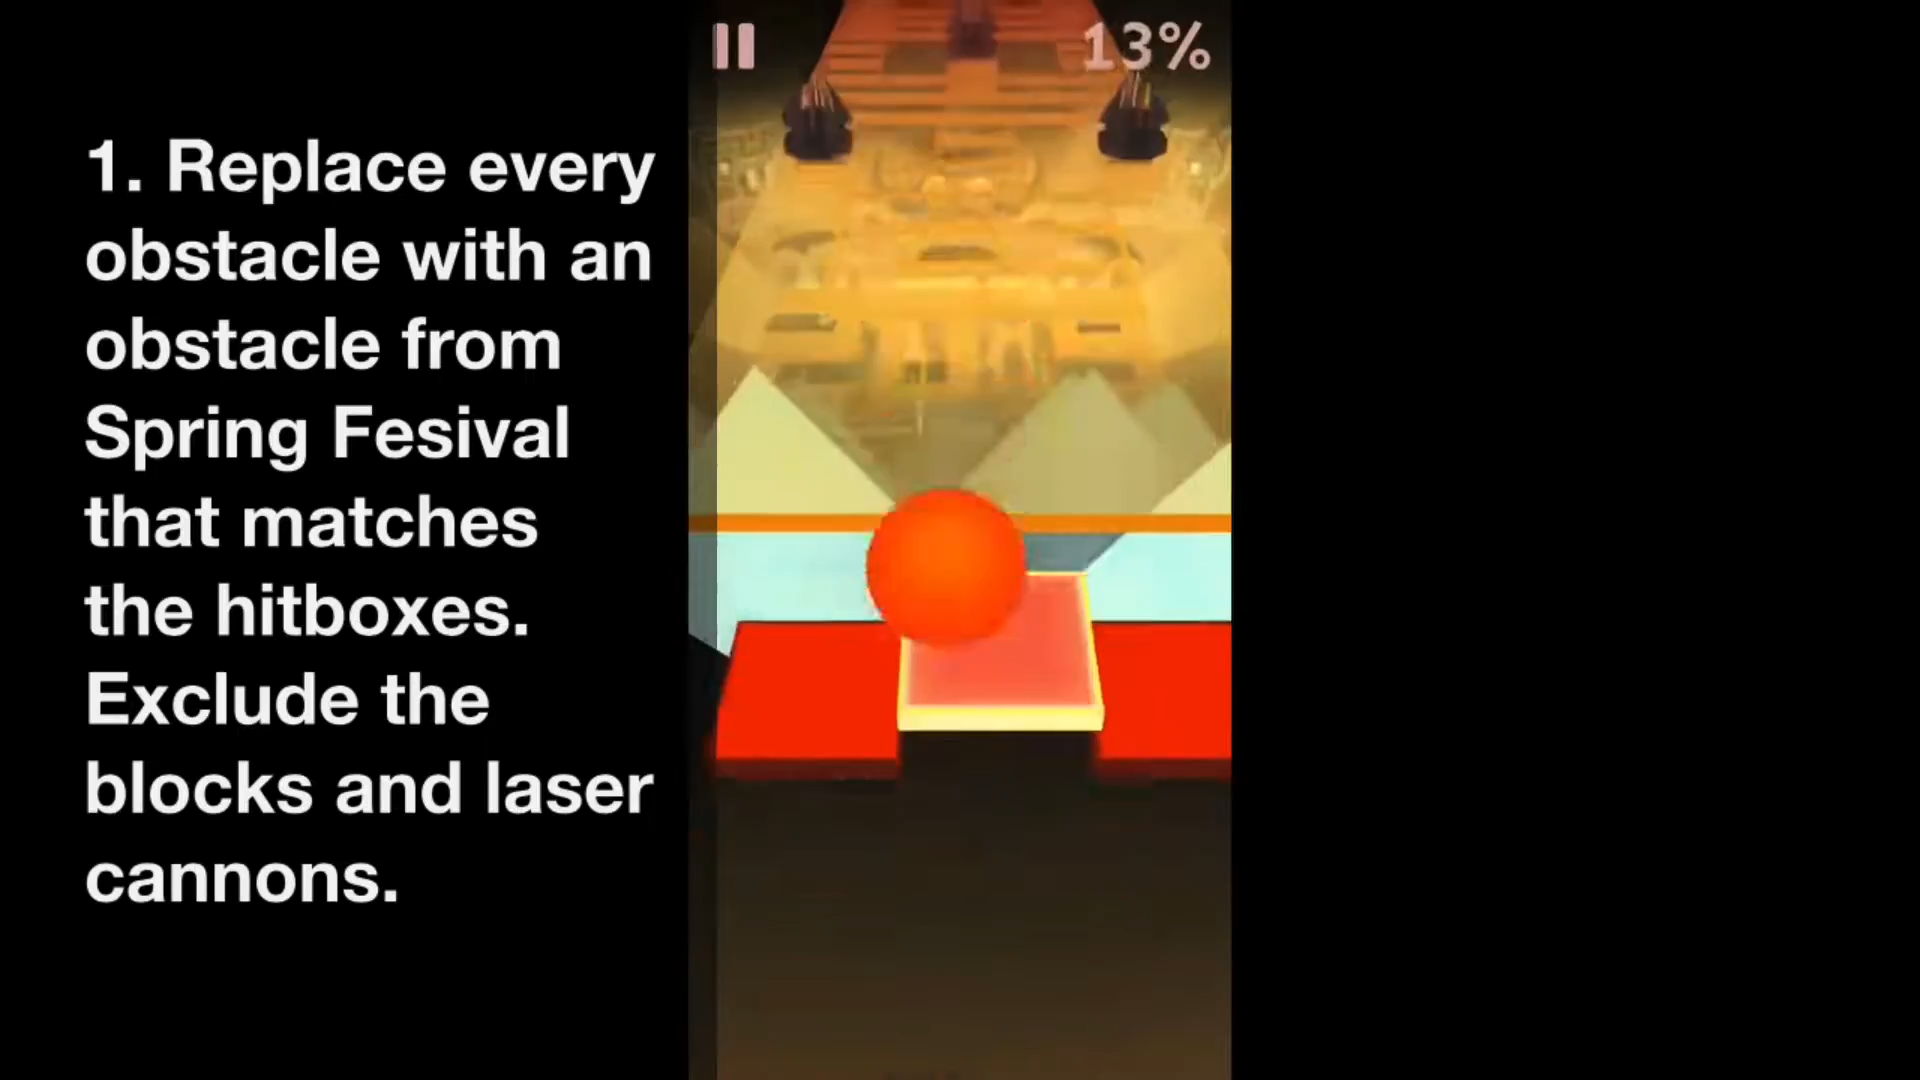 13%
1. Replace every
obstacle with an
obstacle from
Spring Fesival
that matches
the hitboxes.
Exclude the
blocks and laser
cannons.